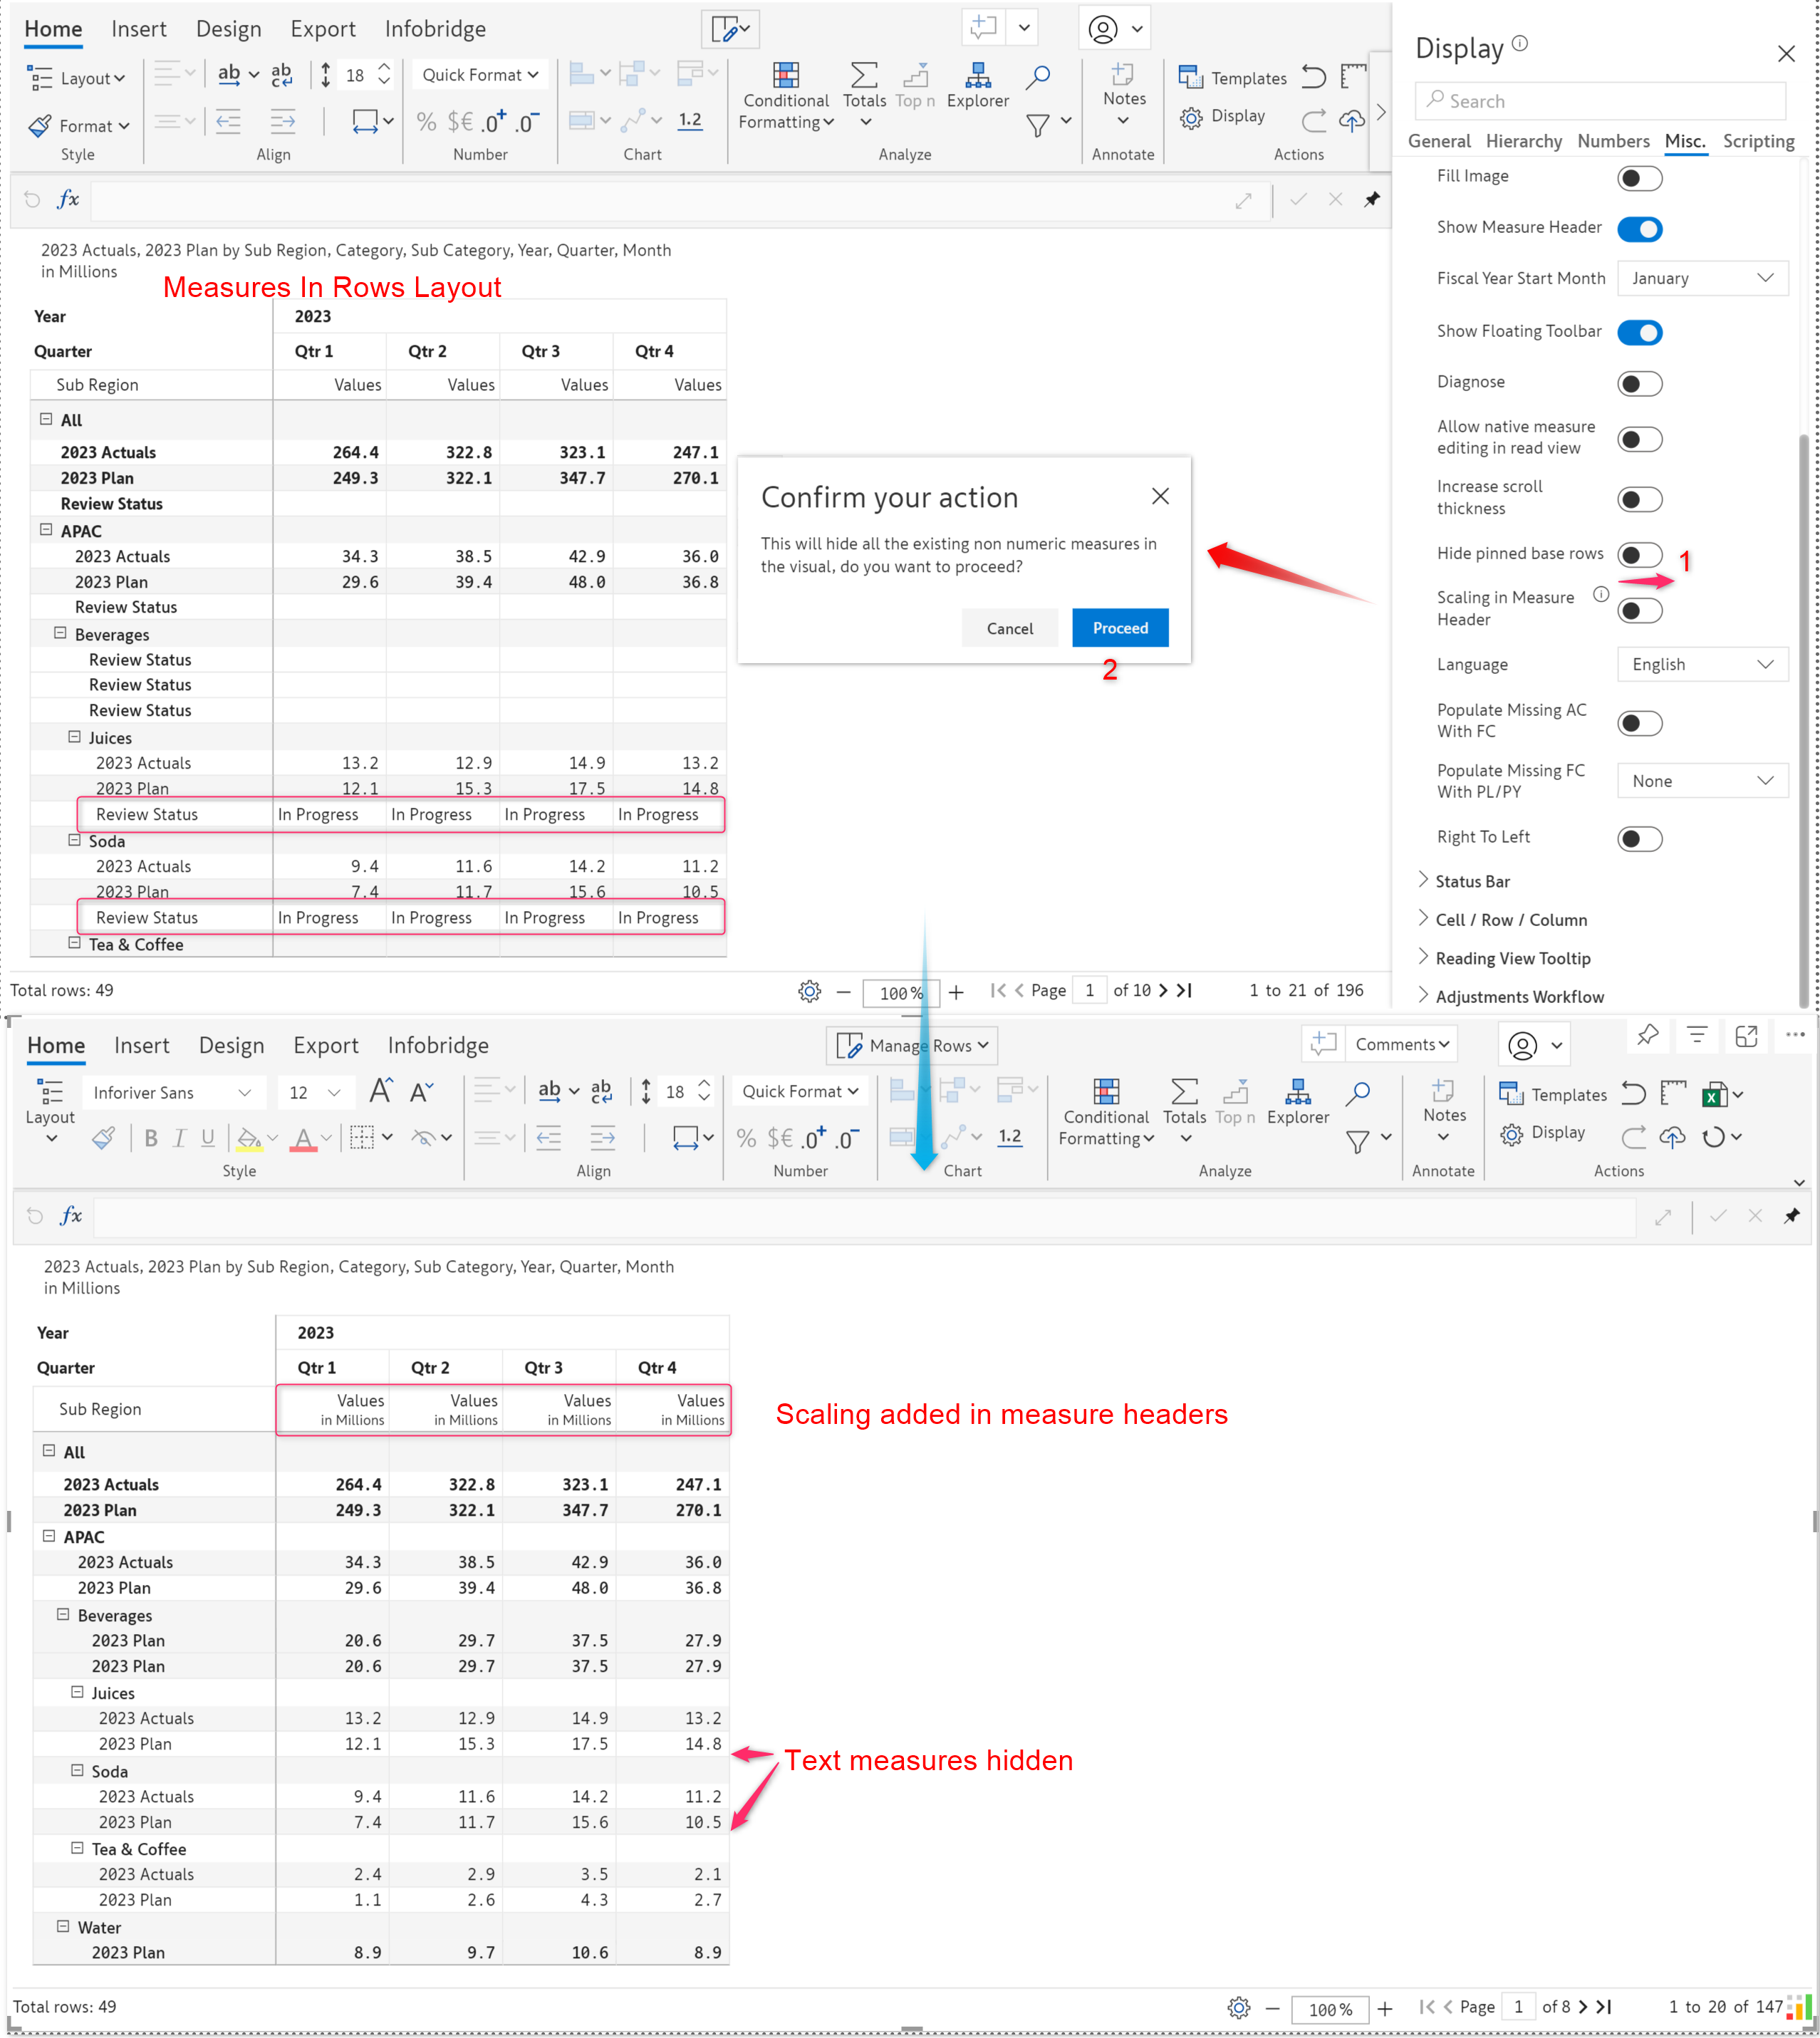 Home Insert Design Export Infobridge
Layout
ab
ab
c
18
Quick Format
Format
% $€ .0+ .0-
1.2
Conditional
Formatting
Totals
Top n
Explorer
Notes
Templates
Display
Style Align Number Chart Analyze Annotate Actions
fx
2023 Actuals, 2023 Plan by Sub Region, Category, Sub Category, Year, Quarter, Month
in Millions
Measures In Rows Layout
Year 2023
Quarter Qtr 1 Qtr 2 Qtr 3 Qtr 4
Sub Region Values Values Values Values
All
2023 Actuals 264.4 322.8 323.1 247.1
2023 Plan 249.3 322.1 347.7 270.1
Review Status
APAC
2023 Actuals 34.3 38.5 42.9 36.0
2023 Plan 29.6 39.4 48.0 36.8
Review Status
Beverages
Review Status
Review Status
Review Status
Juices
2023 Actuals 13.2 12.9 14.9 13.2
2023 Plan 12.1 15.3 17.5 14.8
Review Status In Progress In Progress In Progress In Progress
Soda
2023 Actuals 9.4 11.6 14.2 11.2
2023 Plan 7.4 11.7 15.6 10.5
Review Status In Progress In Progress In Progress In Progress
Tea & Coffee
Total rows: 49
100%
Page 1 of 10
1 to 21 of 196
Confirm your action
This will hide all the existing non numeric measures in
the visual, do you want to proceed?
Cancel Proceed
2
Display
Search
General Hierarchy Numbers Misc. Scripting
Fill Image
Show Measure Header
Fiscal Year Start Month January
Show Floating Toolbar
Diagnose
Allow native measure
editing in read view
Increase scroll
thickness
Hide pinned base rows
1
Scaling in Measure
Header
Language English
Populate Missing AC
With FC
Populate Missing FC
With PL/PY
None
Right To Left
Status Bar
Cell / Row / Column
Reading View Tooltip
Adjustments Workflow
Home Insert Design Export Infobridge
Manage Rows
Comments
Layout
Inforiver Sans 12 A A
B I U A
ab
ab
c
18
Quick Format
% $€ .0+ .0-
1.2
Conditional
Formatting
Totals
Top n
Explorer
Notes
Templates
Display
Style Align Number Chart Analyze Annotate Actions
fx
2023 Actuals, 2023 Plan by Sub Region, Category, Sub Category, Year, Quarter, Month
in Millions
Year 2023
Quarter Qtr 1 Qtr 2 Qtr 3 Qtr 4
Sub Region Values Values Values Values
in Millions in Millions in Millions in Millions
Scaling added in measure headers
All
2023 Actuals 264.4 322.8 323.1 247.1
2023 Plan 249.3 322.1 347.7 270.1
APAC
2023 Actuals 34.3 38.5 42.9 36.0
2023 Plan 29.6 39.4 48.0 36.8
Beverages
2023 Plan 20.6 29.7 37.5 27.9
2023 Plan 20.6 29.7 37.5 27.9
Juices
2023 Actuals 13.2 12.9 14.9 13.2
2023 Plan 12.1 15.3 17.5 14.8
Text measures hidden
Soda
2023 Actuals 9.4 11.6 14.2 11.2
2023 Plan 7.4 11.7 15.6 10.5
Tea & Coffee
2023 Actuals 2.4 2.9 3.5 2.1
2023 Plan 1.1 2.6 4.3 2.7
Water
2023 Plan 8.9 9.7 10.6 8.9
Total rows: 49
100%
Page 1 of 8
1 to 20 of 147